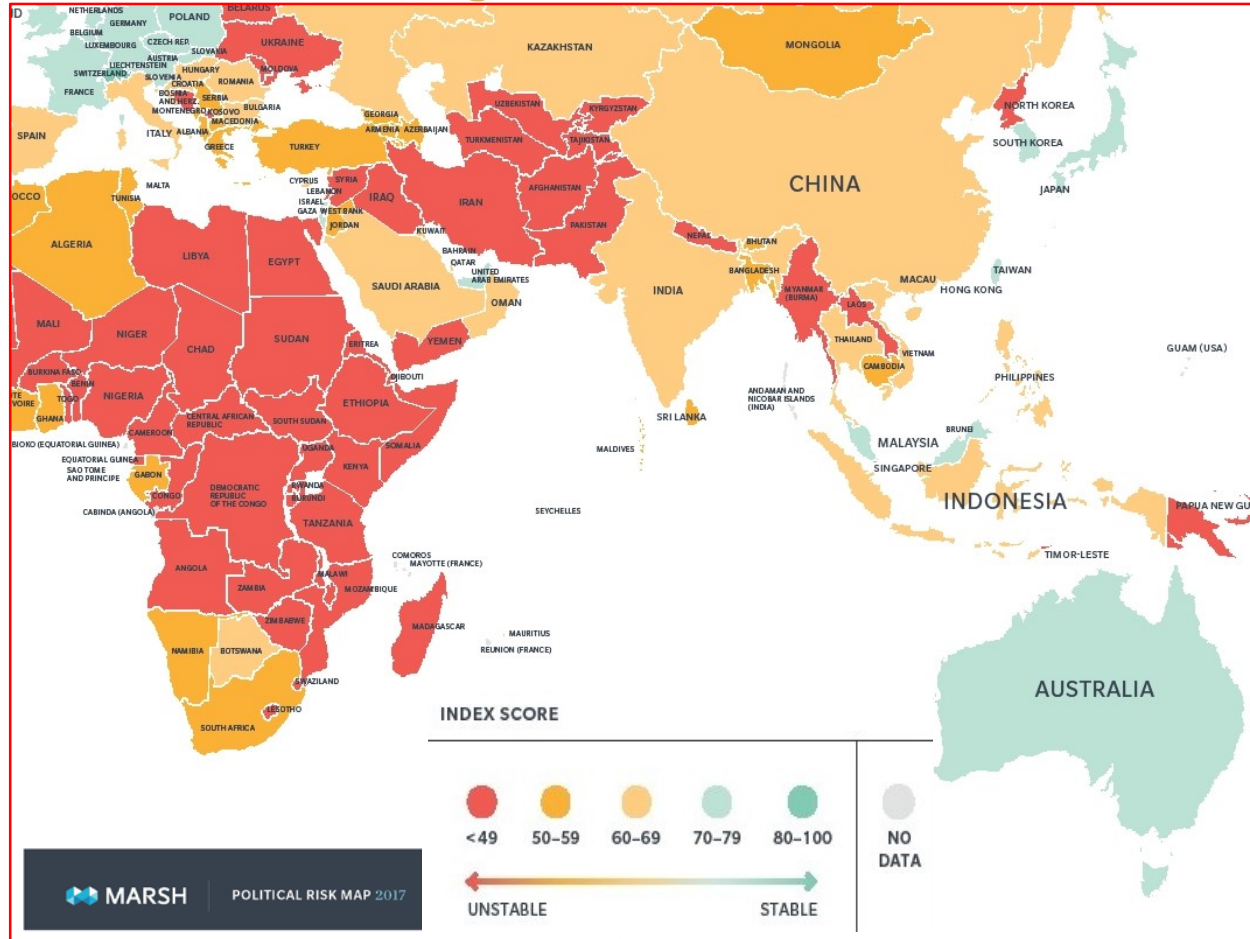 ND
NETHERLANDS
GERMANY
POLAND
BELARUS
BELGIUM
LUXEMBOURG
CZECH REP.
SLOVAKIA
UKRAINE
AUSTRIA
LIECHTENSTEIN
SWITZERLAND
SLOVENIA
HUNGARY
MOLDOVA
FRANCE
CROATIA
ROMANIA
BOSNIA
AND HERZ.
SERBIA
MONTENEGRO
KOSOVO
BULGARIA
MACEDONIA
SPAIN
ITALY
ALBANIA
GREECE
TURKEY
GEORGIA
ARMENIA
AZERBAIJAN
KAZAKHSTAN
MONGOLIA
UZBEKISTAN
KYRGYZSTAN
TURKMENISTAN
TAJIKISTAN
NORTH KOREA
SOUTH KOREA
JAPAN
CHINA
OCCO
TUNISIA
MALTA
CYPRUS
LEBANON
SYRIA
ISRAEL
GAZA
WEST BANK
JORDAN
IRAQ
IRAN
AFGHANISTAN
PAKISTAN
KUWAIT
BAHRAIN
QATAR
UNITED
ARAB EMIRATES
NEPAL
BHUTAN
BANGLADESH
INDIA
MYANMAR
(BURMA)
LAOS
MACAU
HONG KONG
TAIWAN
ALGERIA
LIBYA
EGYPT
SAUDI ARABIA
OMAN
YEMEN
MALI
NIGER
CHAD
SUDAN
ERITREA
DJIBOUTI
THAILAND
VIETNAM
CAMBODIA
PHILIPPINES
GUAM (USA)
BURKINA FASO
BENIN
TOGO
TE
VOIRE
GHANA
NIGERIA
CENTRAL AFRICAN
REPUBLIC
SOUTH SUDAN
ETHIOPIA
SOMALIA
SRI LANKA
ANDAMAN AND
NICOBAR ISLANDS
(INDIA)
MALDIVES
BRUNEI
MALAYSIA
SINGAPORE
INDONESIA
PAPUA NEW GU
TIMOR-LESTE
CAMEROON
BIOKO (EQUATORIAL GUINEA)
EQUATORIAL GUINEA
SAO TOME
AND PRINCIPE
GABON
CONGO
DEMOCRATIC
REPUBLIC
OF THE CONGO
UGANDA
KENYA
RWANDA
BURUNDI
TANZANIA
CABINDA (ANGOLA)
SEYCHELLES
COMOROS
MAYOTTE (FRANCE)
ANGOLA
ZAMBIA
MALAWI
MOZAMBIQUE
ZIMBABWE
MADAGASCAR
MAURITIUS
REUNION (FRANCE)
NAMIBIA
BOTSWANA
SWAZILAND
LESOTHO
SOUTH AFRICA
AUSTRALIA
INDEX SCORE
<49 50–59 60–69 70–79 80–100
NO
DATA
UNSTABLE STABLE
MARSH POLITICAL RISK MAP 2017